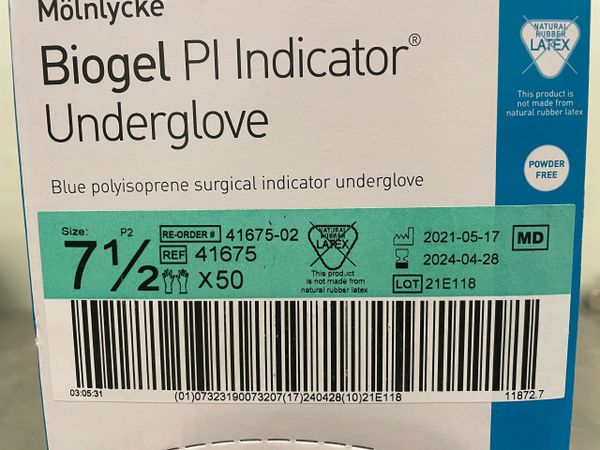 Mölnlycke
Biogel PI Indicator®
Underglove
Blue polyisoprene surgical indicator underglove
NATURAL
RUBBER
LATEX
This product is
not made from
natural rubber latex
POWDER
FREE
Size: P2
7½
RE-ORDER # 41675-02
REF 41675
X50
NATURAL
RUBBER
LATEX
This product
is not made from
natural rubber latex
2021-05-17
2024-04-28
LOT 21E118
MD
03:05:31
(01)07323190073207(17)240428(10)21E118
11872.7